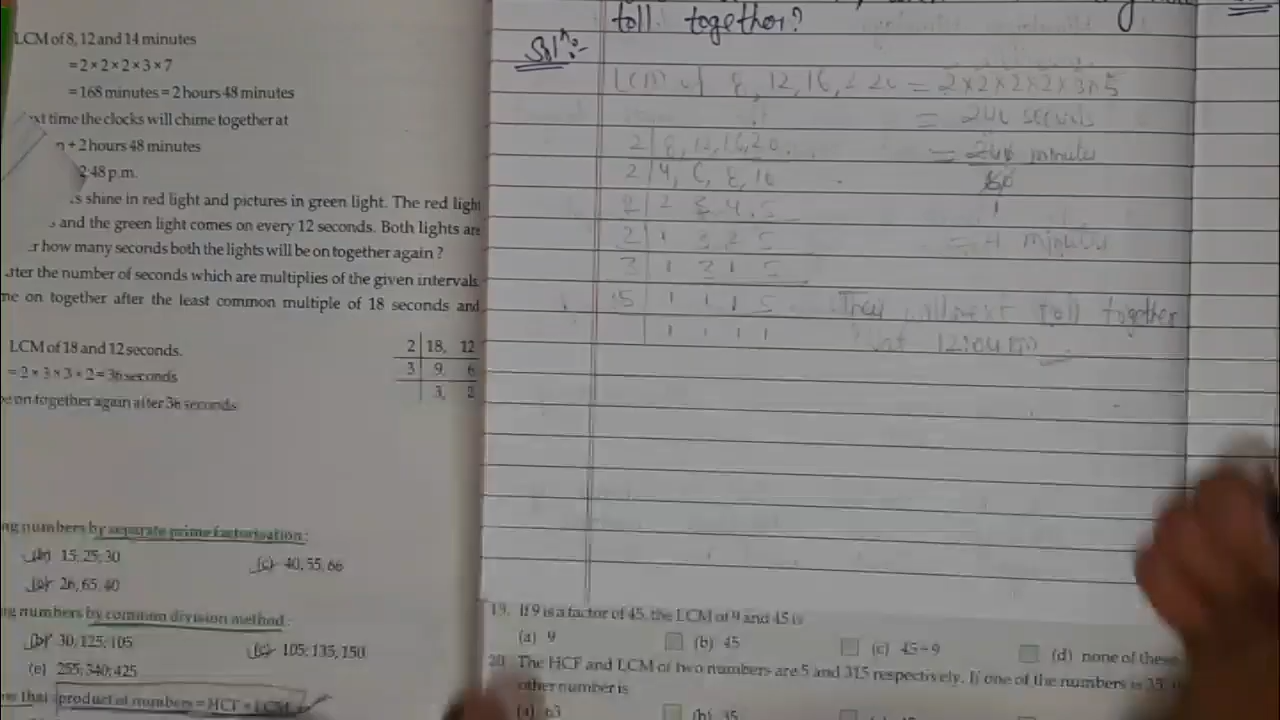 LCM of 8, 12 and 14 minutes
= 2 × 2 × 2 × 3 × 7
= 168 minutes = 2 hours 48 minutes
xt time the clocks will chime together at
n + 2 hours 48 minutes
2:48 p.m.
s shine in red light and pictures in green light. The red light
and the green light comes on every 12 seconds. Both lights are
r how many seconds both the lights will be on together again ?
ter the number of seconds which are multiplies of the given intervals
ne on together after the least common multiple of 18 seconds and
LCM of 18 and 12 seconds.
= 2 × 3 × 3 × 2 = 36 seconds
e on together again after 36 seconds
2 | 18, 12
3 | 9, 6
3, 2
ng numbers by separate prime factorisation :
(b) 15, 25, 30
(c) 40, 55, 66
26, 65, 40
ng numbers by common division method :
(b) 30, 125, 105
(c) 105, 135, 150
(e) 255, 340, 425
that product of numbers = HCF × LCM
toll together?
Solⁿ:-
LCM of 8, 12, 16, & 20 = 2×2×2×2×3×5
= 240 seconds
= 240 minutes
60
1
= 4 minutes
2 | 8, 12, 16, 20
2 | 4, 6, 8, 10
2 | 2 3 4 5
2 | 1 3 2 5
3 | 1 3 1 5
5 | 1 1 1 5
| 1 1 1 1
They will next toll together
at 12:04
19. If 9 is a factor of 45, the LCM of 9 and 45 is
(a) 9
(b) 45
(c) 45 ÷ 9
(d) none of these
20. The HCF and LCM of two numbers are 5 and 315 respectively. If one of the numbers is 35,
other number is
(a) 63
(b) 35